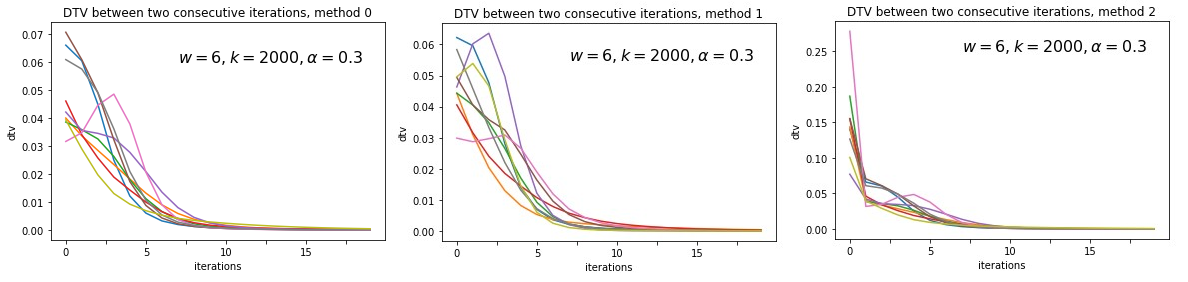 DTV between two consecutive iterations, method 0
w = 6, k = 2000, α = 0.3
dtv
0.07
0.06
0.05
0.04
0.03
0.02
0.01
0.00
0 5 10 15
iterations
DTV between two consecutive iterations, method 1
w = 6, k = 2000, α = 0.3
dtv
0.06
0.05
0.04
0.03
0.02
0.01
0.00
0 5 10 15
iterations
DTV between two consecutive iterations, method 2
w = 6, k = 2000, α = 0.3
dtv
0.25
0.20
0.15
0.10
0.05
0.00
0 5 10 15
iterations